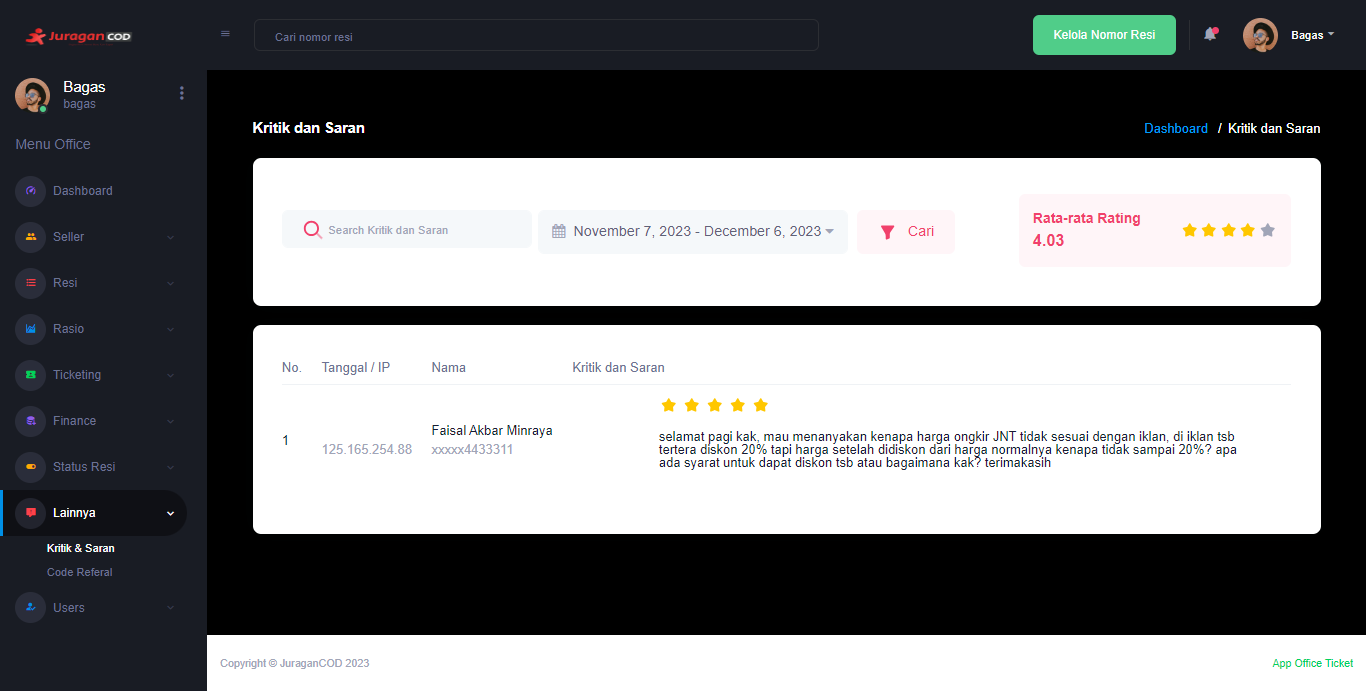 Juragan COD
Cari nomor resi
Kelola Nomor Resi
Bagas
Bagas
bagas
Menu Office
Dashboard
Seller
Resi
Rasio
Ticketing
Finance
Status Resi
Lainnya
Kritik & Saran
Code Referal
Users
Kritik dan Saran
Dashboard / Kritik dan Saran
Search Kritik dan Saran
November 7, 2023 - December 6, 2023
Cari
Rata-rata Rating
4.03
No. Tanggal / IP Nama Kritik dan Saran
1
125.165.254.88
Faisal Akbar Minraya
xxxxx4433311
selamat pagi kak, mau menanyakan kenapa harga ongkir JNT tidak sesuai dengan iklan, di iklan tsb
tertera diskon 20% tapi harga setelah didiskon dari harga normalnya kenapa tidak sampai 20%? apa
ada syarat untuk dapat diskon tsb atau bagaimana kak? terimakasih
Copyright © JuraganCOD 2023
App Office Ticket